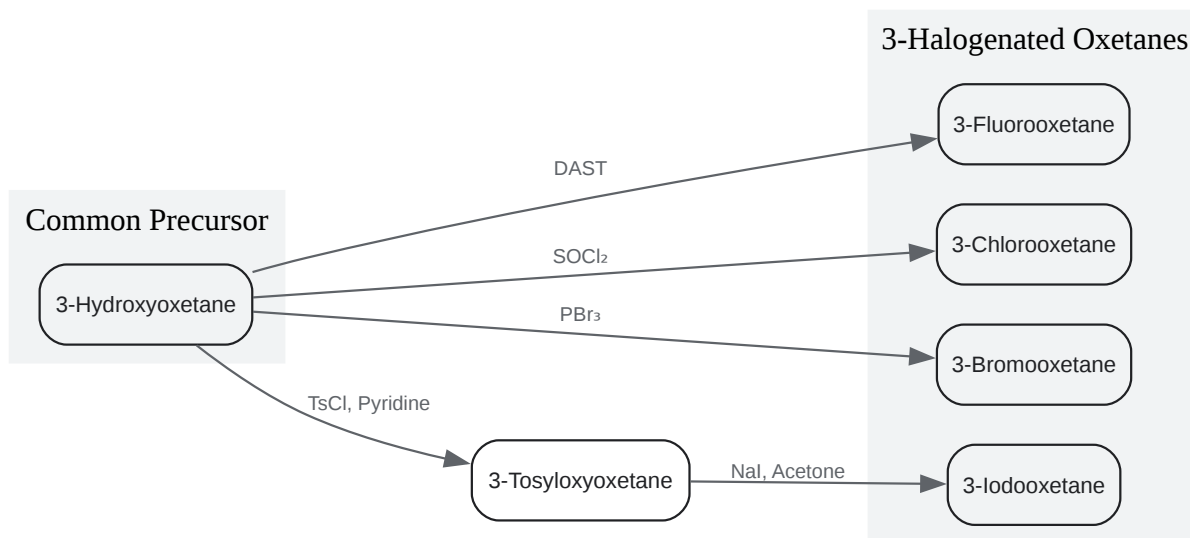 3-Halogenated Oxetanes
3-Fluorooxetane
DAST
Common Precursor
3-Chlorooxetane
SOCl₂
3-Hydroxyoxetane
PBr₃
3-Bromooxetane
TsCl, Pyridine
3-Tosyloxyoxetane
NaI, Acetone
3-Iodooxetane